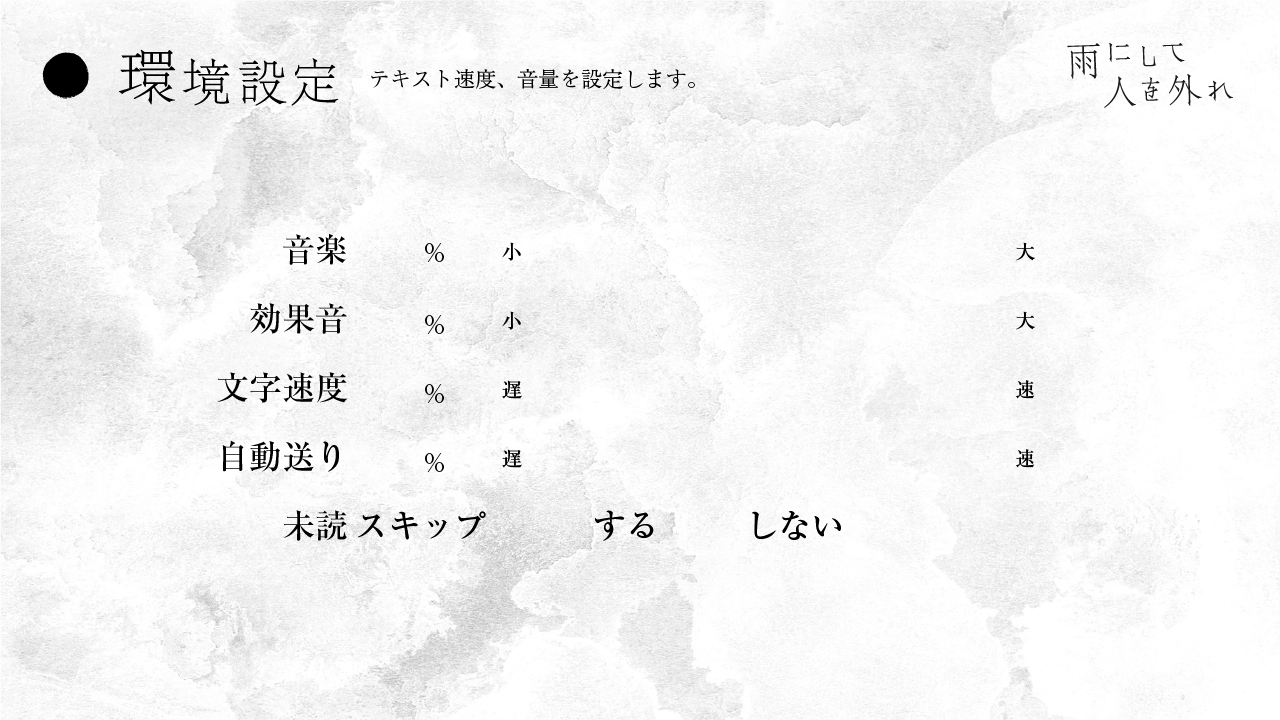 環境設定 テキスト速度、音量を設定します。
雨にして
人を外れ
音楽 % 小 大
効果音 % 小 大
文字速度 % 遅 速
自動送り % 遅 速
未読スキップ する しない